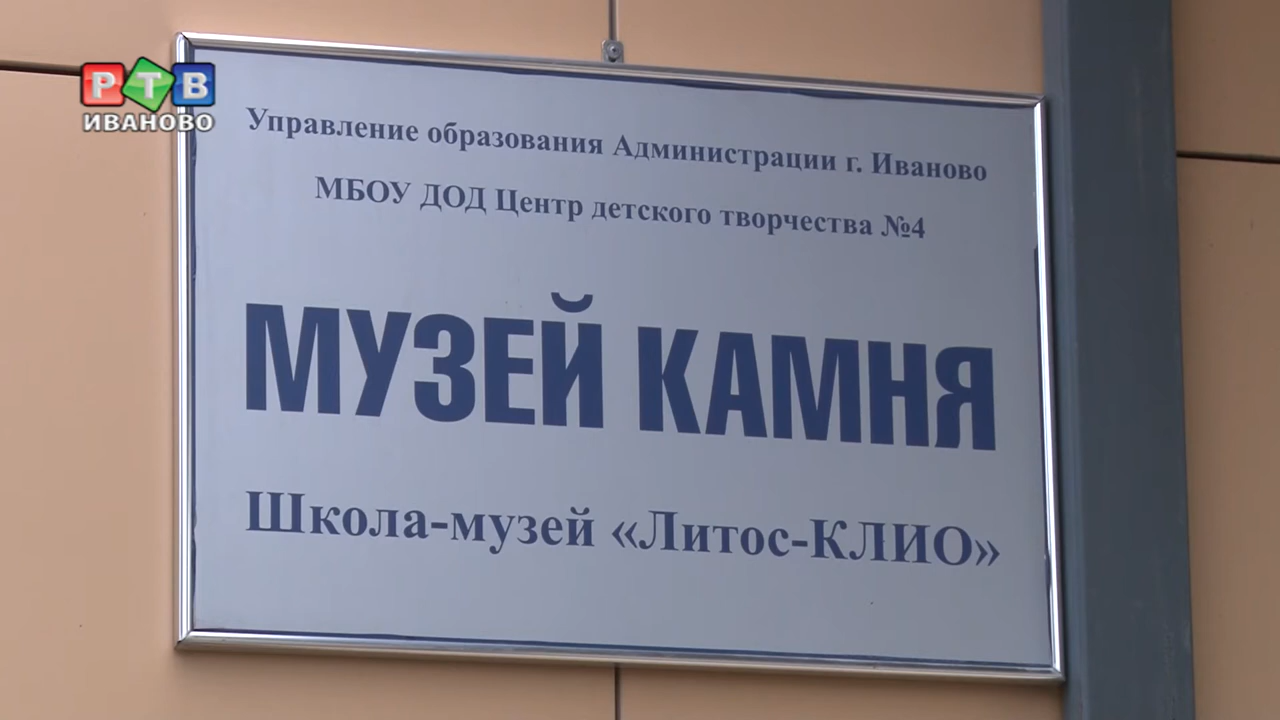 РТВ
ИВАНОВО
Управление образования Администрации г. Иваново
МБОУ ДОД Центр детского творчества №4
МУЗЕЙ КАМНЯ
Школа-музей «Литос-КЛИО»